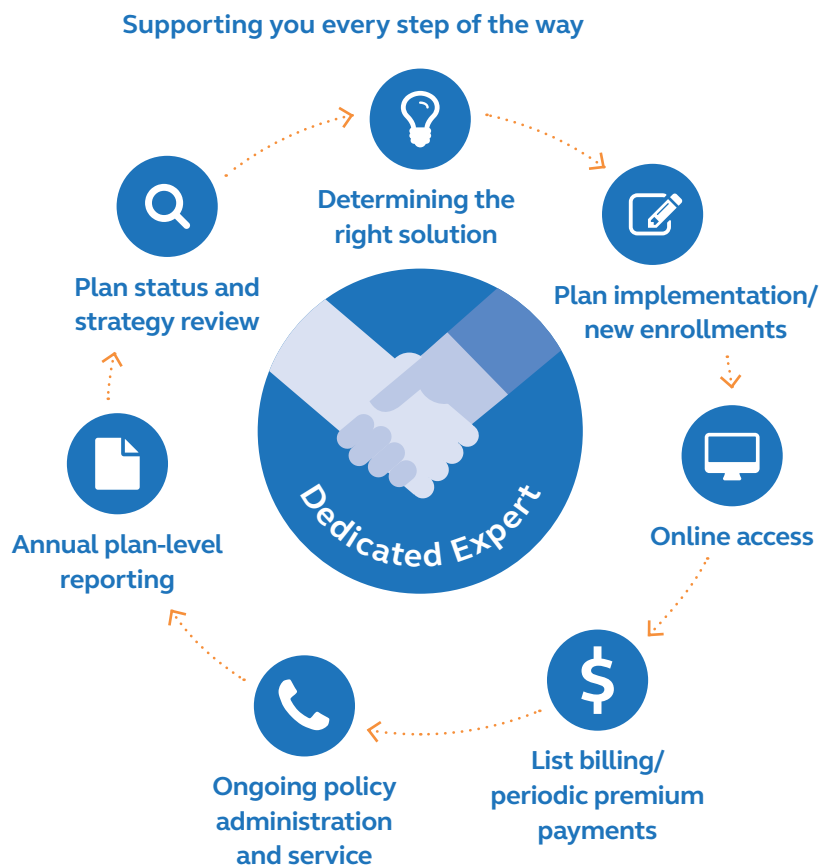 Supporting you every step of the way
Determining the
right solution
Plan implementation/
new enrollments
Online access
List billing/
periodic premium
payments
Ongoing policy
administration
and service
Annual plan-level
reporting
Plan status and
strategy review
Dedicated Expert